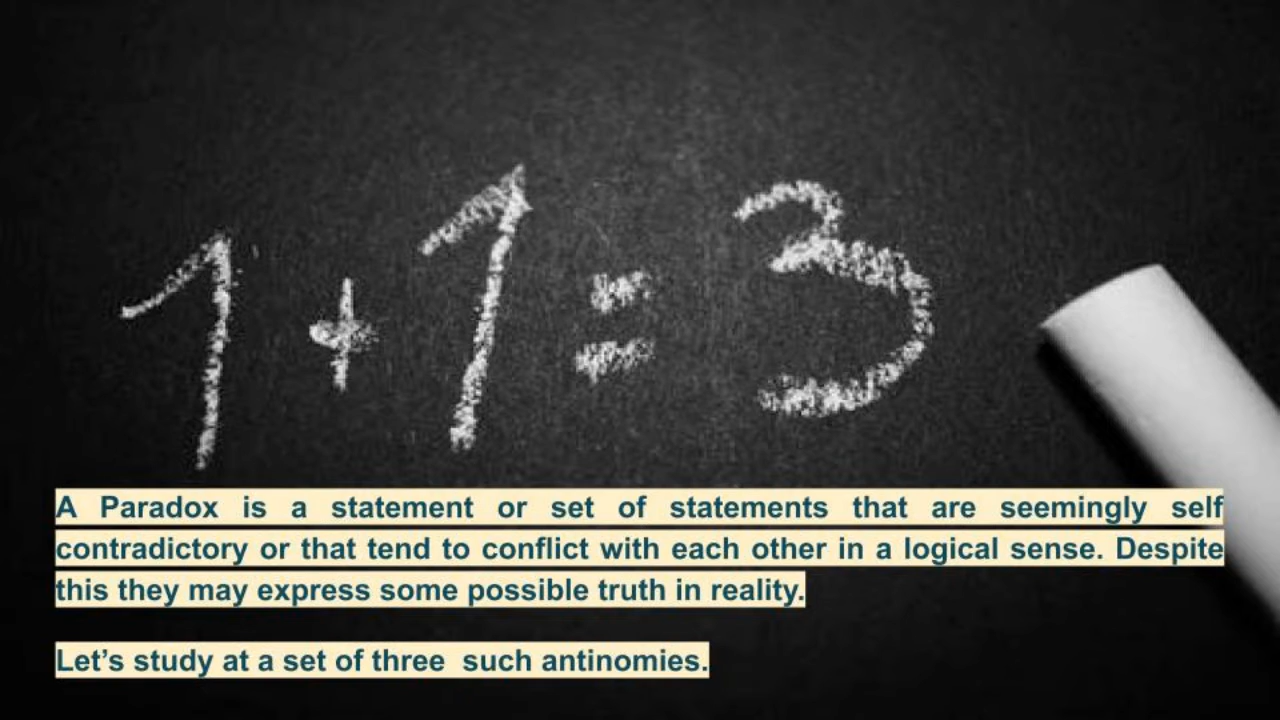 1 + 1 = 3
A Paradox is a statement or set of statements that are seemingly self
contradictory or that tend to conflict with each other in a logical sense. Despite
this they may express some possible truth in reality.
Let’s study at a set of three  such antinomies.